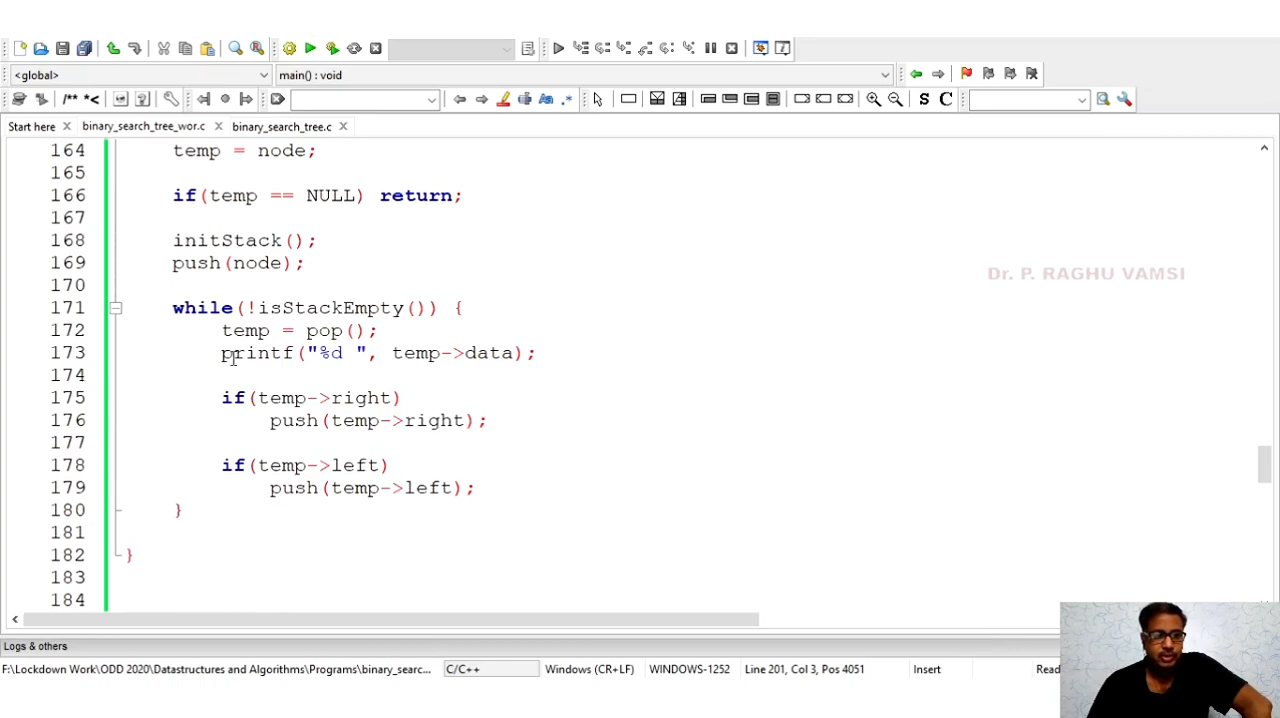 <global>
main() : void
/** *<
S C
Start here
binary_search_tree_wor.c
binary_search_tree.c
164 temp = node;
165
166 if(temp == NULL) return;
167
168 initStack();
169 push(node);
170
171 while(!isStackEmpty()) {
172 temp = pop();
173 printf("%d ", temp->data);
174
175 if(temp->right)
176 push(temp->right);
177
178 if(temp->left)
179 push(temp->left);
180 }
181
182 }
183
184
Dr. P. RAGHU VAMSI
Logs & others
F:\Lockdown Work\ODD 2020\Datastructures and Algorithms\Programs\binary_searc... C/C++ Windows (CR+LF) WINDOWS-1252 Line 201, Col 3, Pos 4051 Insert Read